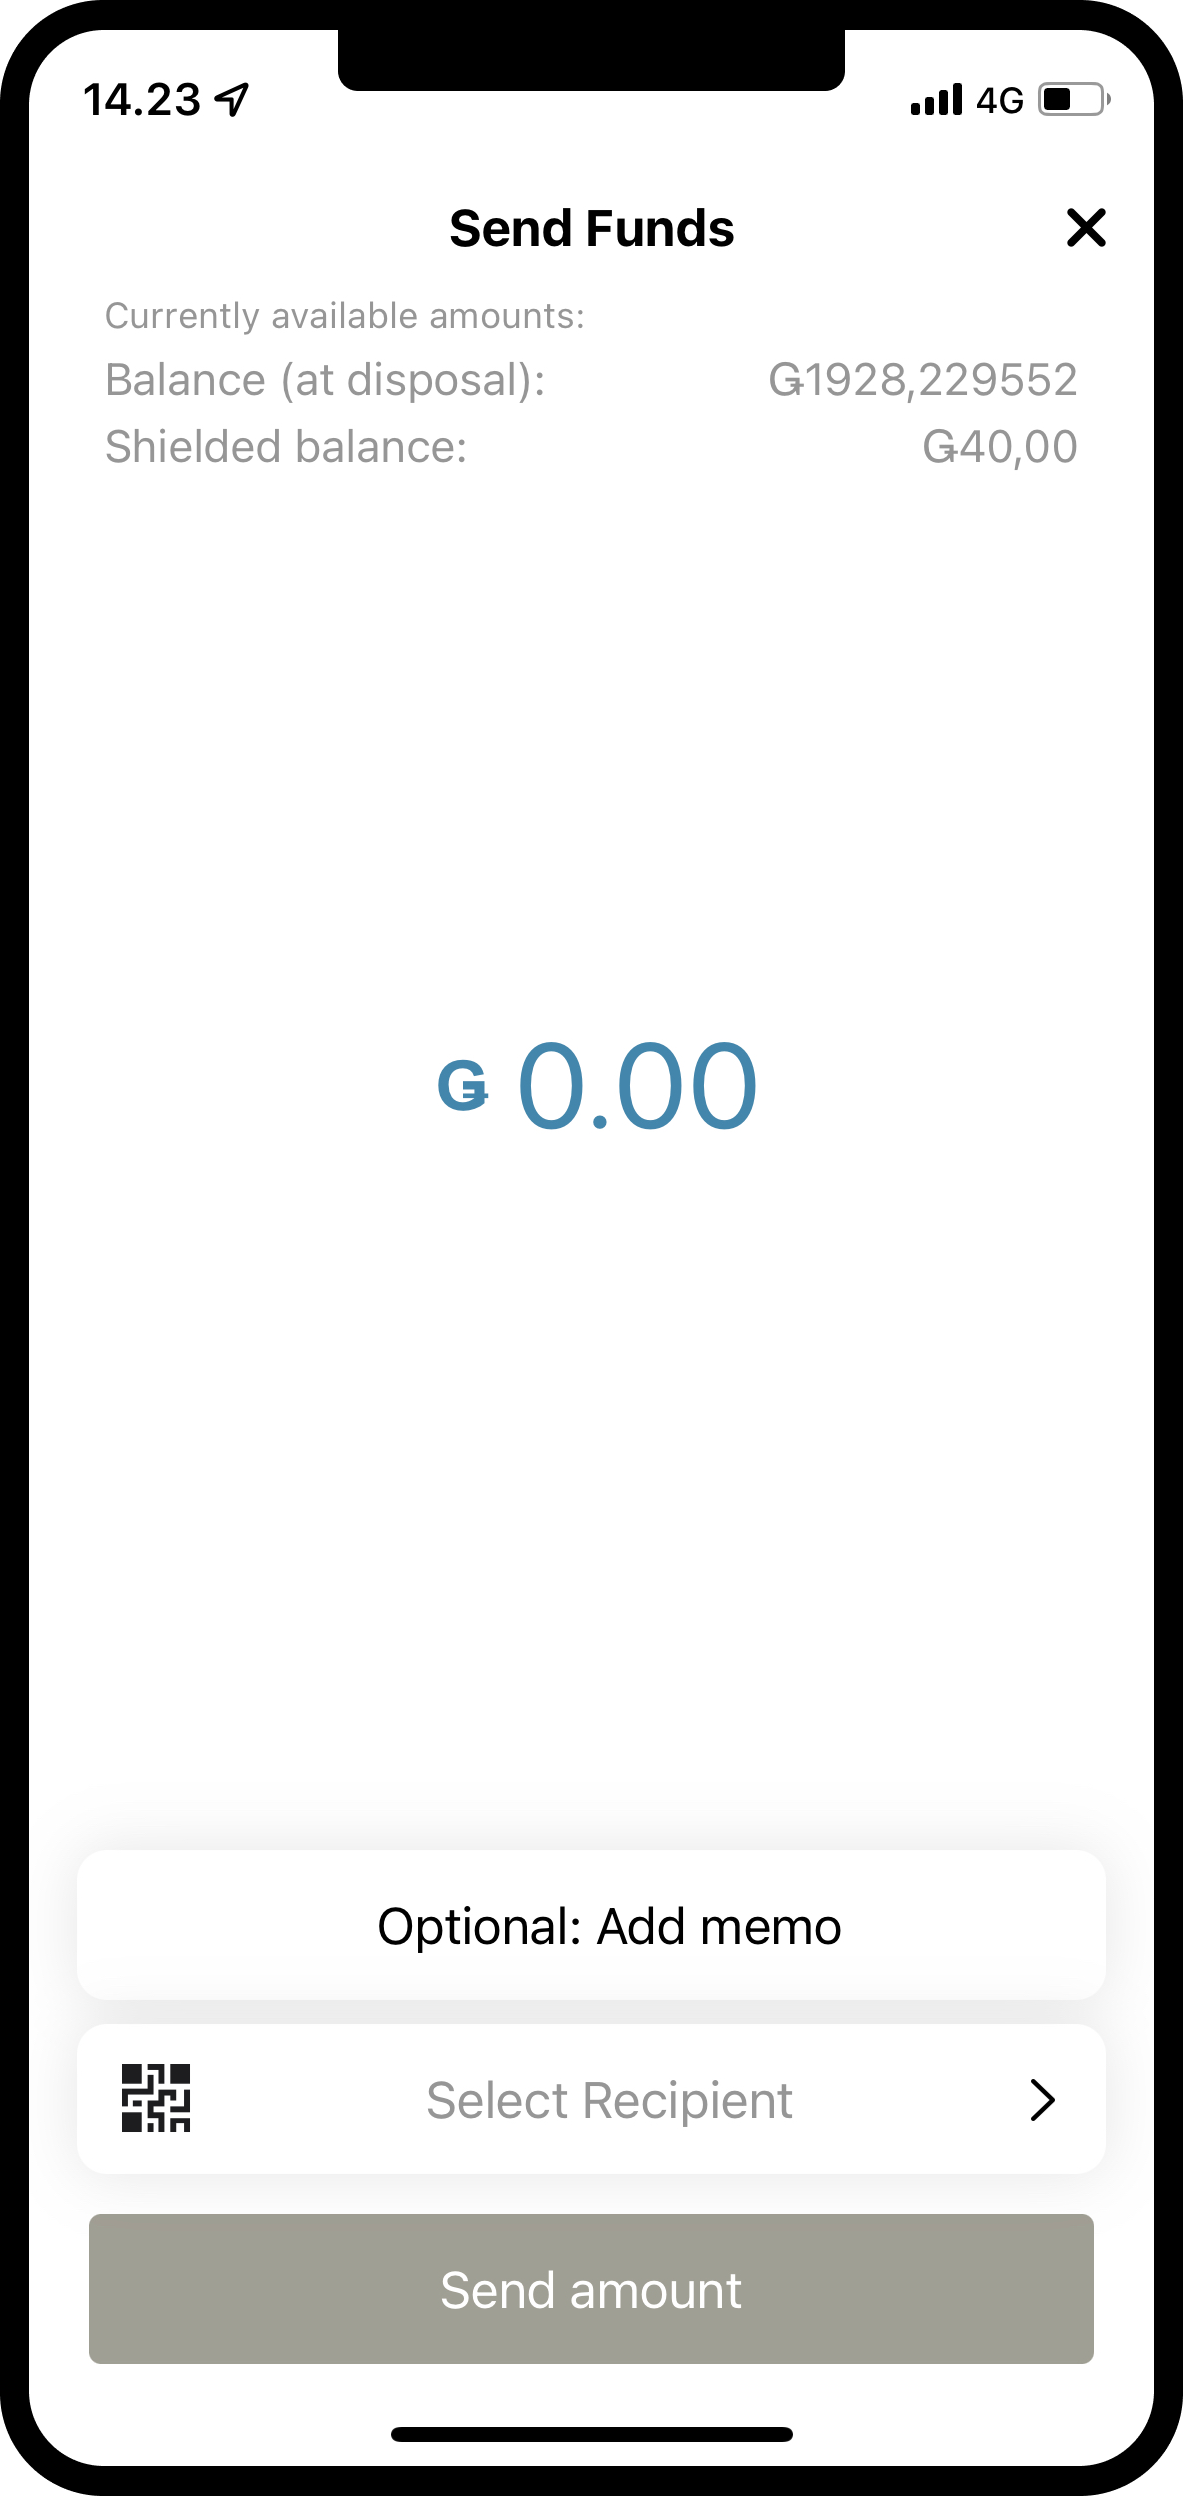 14.23 4G
Send Funds
Currently available amounts:
Balance (at disposal): Ǥ1928,229552
Shielded balance: Ǥ40,00
Ǥ 0.00
Optional: Add memo
Select Recipient
Send amount